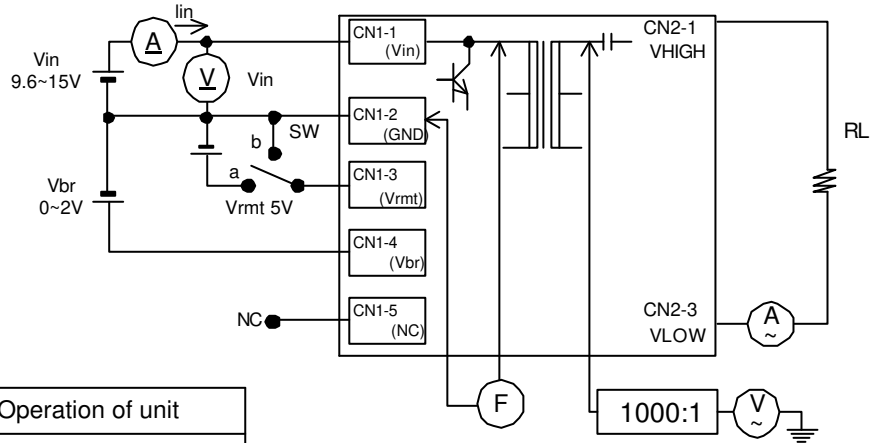 Iin
A
Vin
9.6~15V
V
Vin
CN1-1
(Vin)
CN2-1
VHIGH
CN1-2
(GND)
SW
b
a
Vrmt 5V
CN1-3
(Vrmt)
Vbr
0~2V
CN1-4
(Vbr)
NC
CN1-5
(NC)
RL
CN2-3
VLOW
A
~
F
1000:1
V
~
Operation of unit